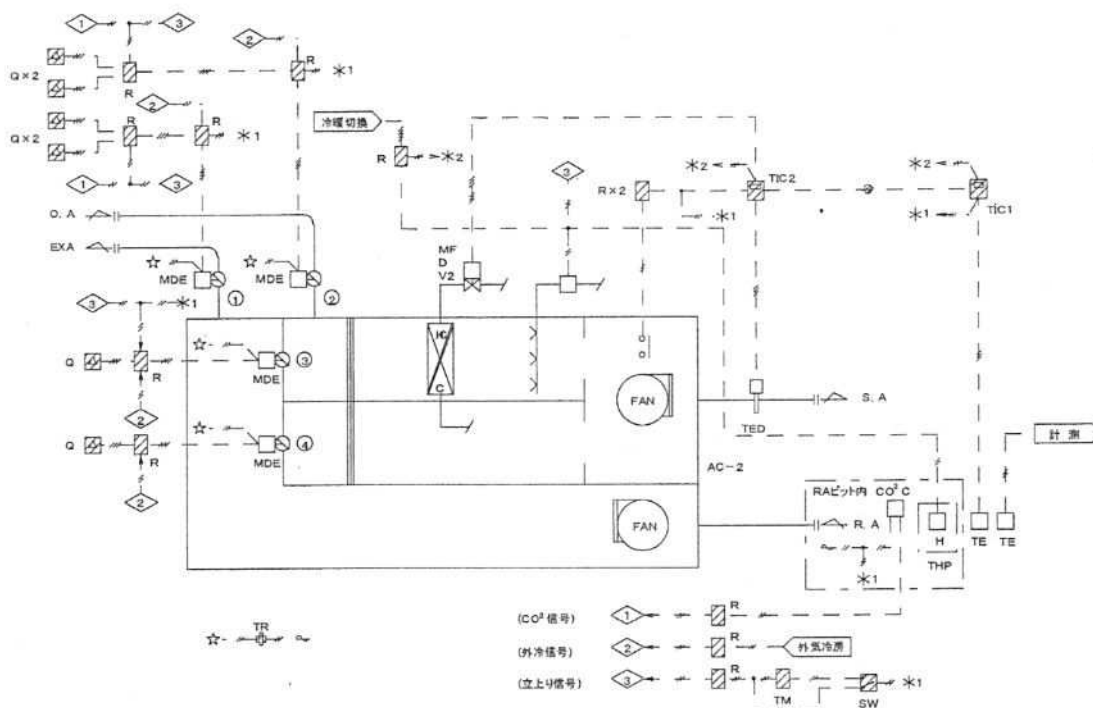 1
3
2
Q×2
R
R
✳1
2
Q×2
R
R
✳1
冷暖切換
R
✳2
1
3
3
R×2
✳2
TIC2
✳1
✳2
✳1
TIC1
O. A
EXA
☆-
MDE
①
☆-
MDE
②
MF
D
V2
3
✳1
☆-
HC
Q
R
MDE
③
C
FAN
S. A
TED
2
☆-
Q
R
MDE
④
計測
AC-2
2
RAピット内
CO² C
FAN
R. A
H
TE
TE
THP
✳1
(CO² 信号)
1
R
☆-
TR
(外冷信号)
2
R
外気冷房
(立上り信号)
3
R
TM
SW
✳1